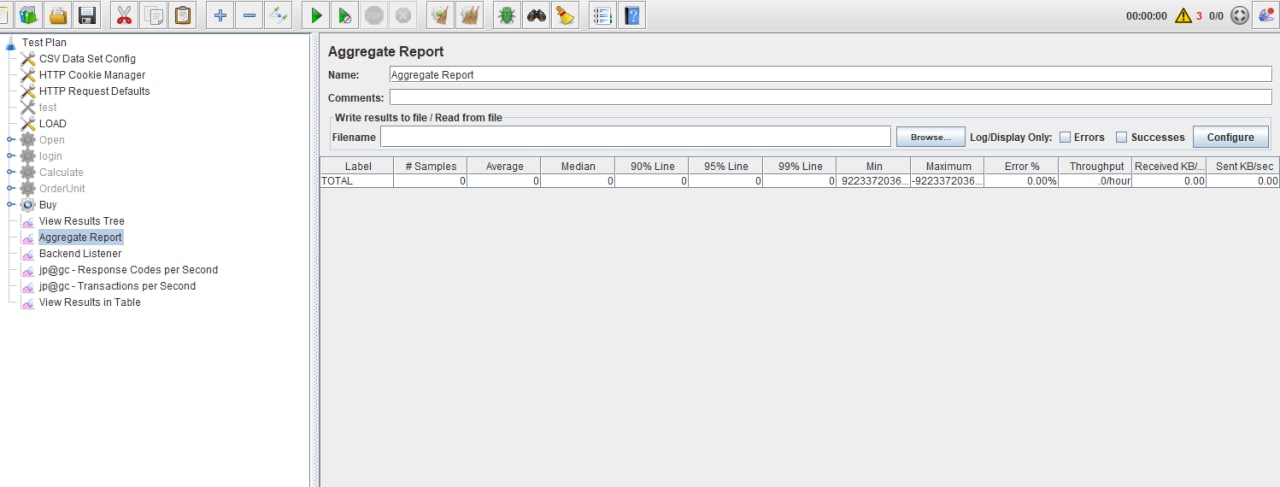 00:00:00 3 0/0
Test Plan
CSV Data Set Config
HTTP Cookie Manager
HTTP Request Defaults
test
LOAD
Open
login
Calculate
OrderUnit
Buy
View Results Tree
Aggregate Report
Backend Listener
jp@gc - Response Codes per Second
jp@gc - Transactions per Second
View Results in Table
Aggregate Report
Name: Aggregate Report
Comments:
Write results to file / Read from file
Filename Browse... Log/Display Only: Errors Successes Configure
Label # Samples Average Median 90% Line 95% Line 99% Line Min Maximum Error % Throughput Received KB/... Sent KB/sec
TOTAL 0 0 0 0 0 0 9223372036... -9223372036... 0.00% .0/hour 0.00 0.00